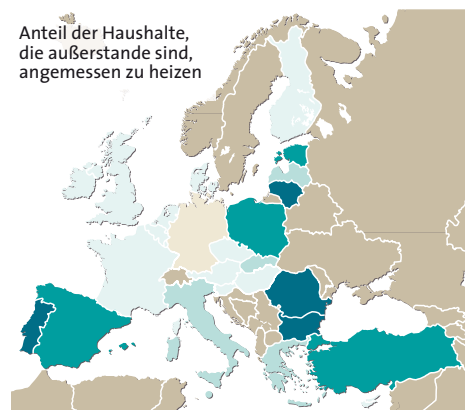 Anteil der Haushalte,
die außerstande sind,
angemessen zu heizen